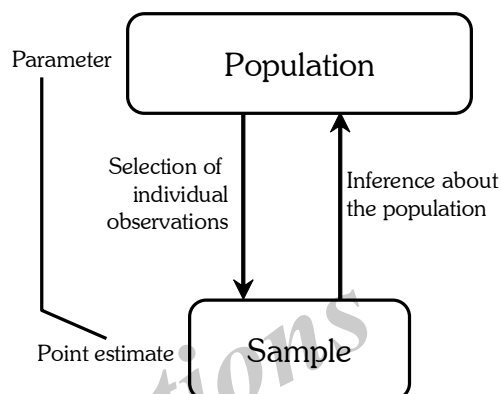 Parameter
Population
Selection of
individual
observations
Inference about
the population
Point estimate
Sample